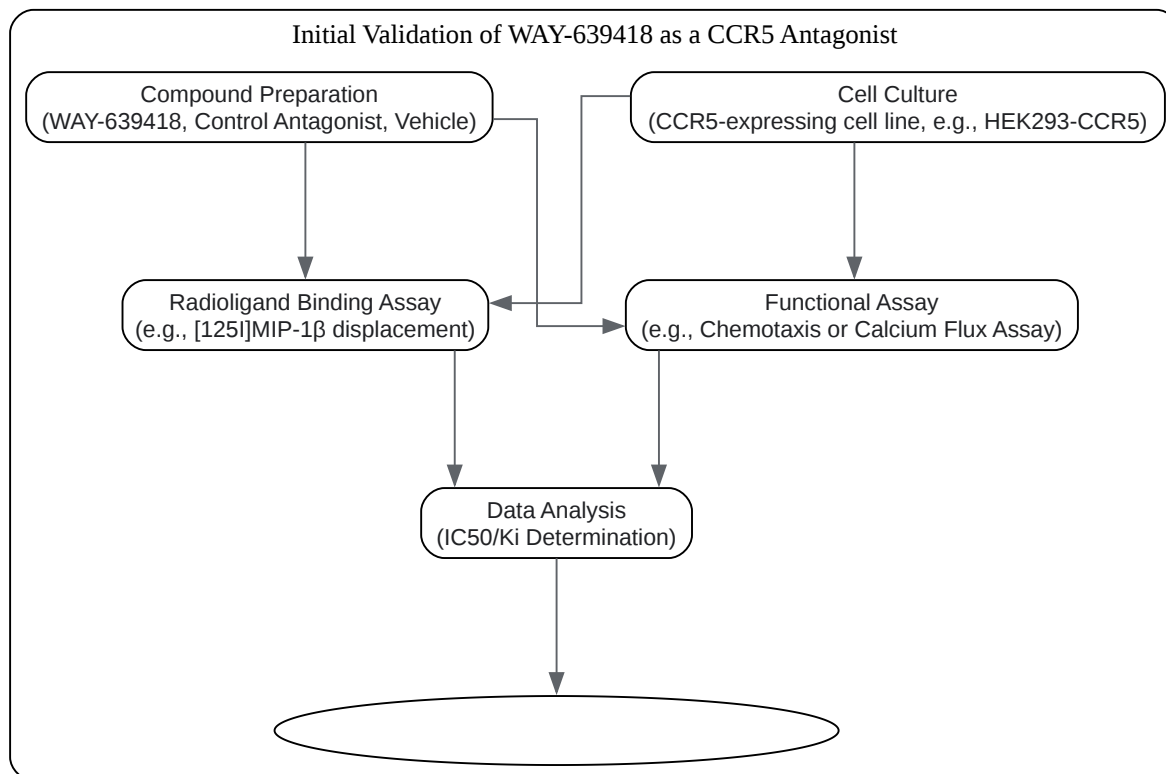 Initial Validation of WAY-639418 as a CCR5 Antagonist
Compound Preparation
(WAY-639418, Control Antagonist, Vehicle)
Cell Culture
(CCR5-expressing cell line, e.g., HEK293-CCR5)
Radioligand Binding Assay
(e.g., [125I]MIP-1β displacement)
Functional Assay
(e.g., Chemotaxis or Calcium Flux Assay)
Data Analysis
(IC50/Ki Determination)